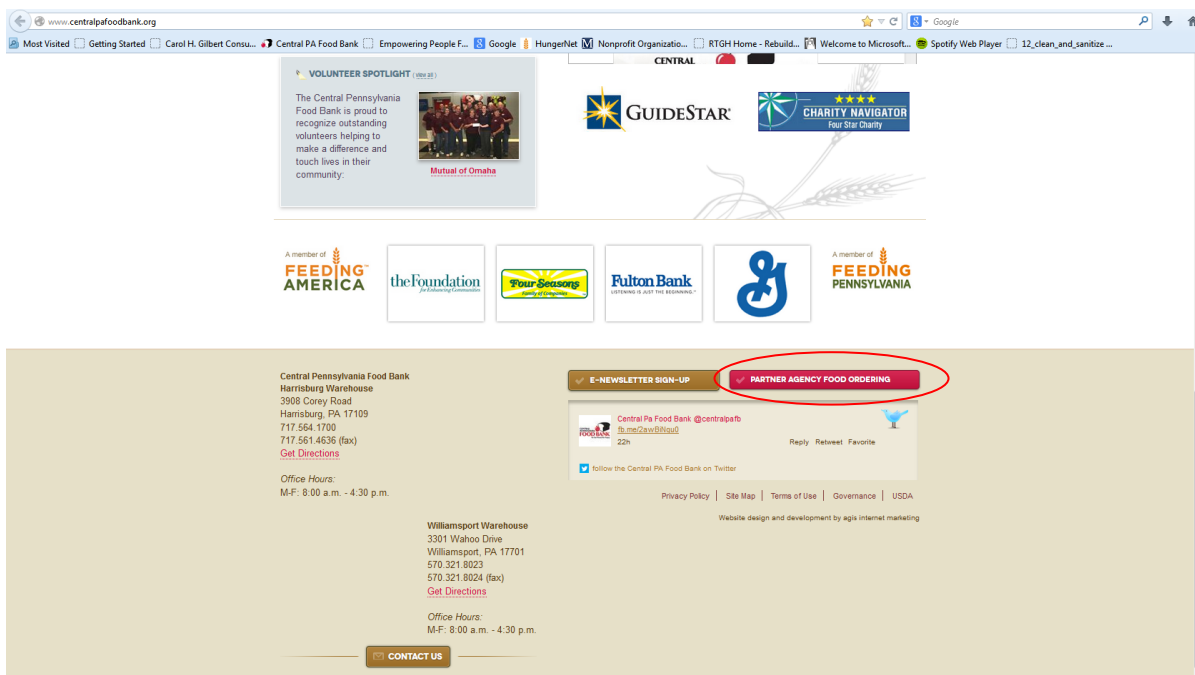 www.centralpafoodbank.org
Google
Most Visited Getting Started Carol H. Gilbert Consu... Central PA Food Bank Empowering People F... Google HungerNet Nonprofit Organizatio... RTGH Home - Rebuild... Welcome to Microsoft... Spotify Web Player 12_clean_and_sanitize ...
CENTRAL
VOLUNTEER SPOTLIGHT (view all)
The Central Pennsylvania
Food Bank is proud to
recognize outstanding
volunteers helping to
make a difference and
touch lives in their
community:
Mutual of Omaha
GUIDESTAR
CHARITY NAVIGATOR
Four Star Charity
A member of
FEEDING™
AMERICA
theFoundation
for Enhancing Communities
Four Seasons
Family of Companies
Fulton Bank
LISTENING IS JUST THE BEGINNING.
G
A member of
FEEDING
PENNSYLVANIA
Central Pennsylvania Food Bank
Harrisburg Warehouse
3908 Corey Road
Harrisburg, PA 17109
717.564.1700
717.561.4636 (fax)
Get Directions
Office Hours:
M-F: 8:00 a.m. - 4:30 p.m.
Williamsport Warehouse
3301 Wahoo Drive
Williamsport, PA 17701
570.321.8023
570.321.8024 (fax)
Get Directions
Office Hours:
M-F: 8:00 a.m. - 4:30 p.m.
CONTACT US
E-NEWSLETTER SIGN-UP
PARTNER AGENCY FOOD ORDERING
FOOD BANK
Central Pa Food Bank @centralpafb
fb.me/2awBiNqu0
22h
Reply Retweet Favorite
follow the Central PA Food Bank on Twitter
Privacy Policy | Site Map | Terms of Use | Governance | USDA
Website design and development by agis internet marketing